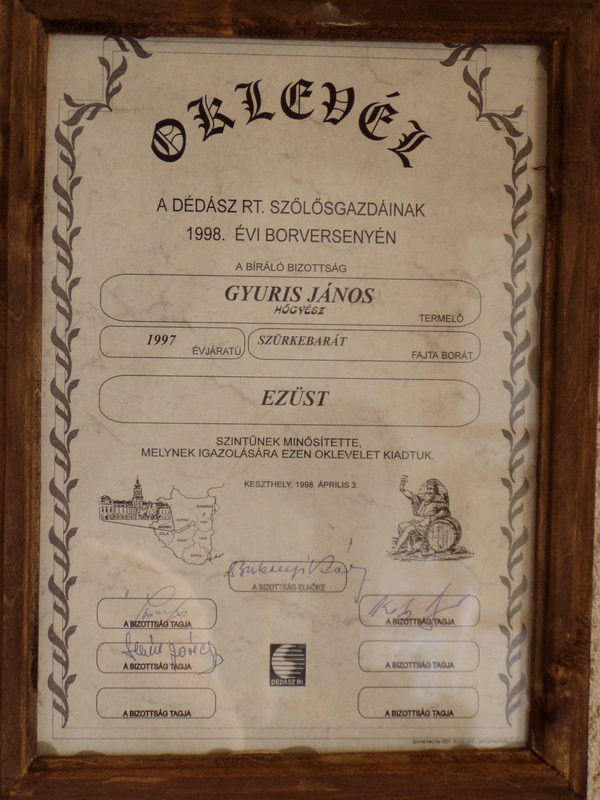 OKLEVÉL
A DÉDÁSZ RT. SZŐLŐSGAZDÁINAK
1998. ÉVI BORVERSENYÉN
A BÍRÁLÓ BIZOTTSÁG
GYURIS JÁNOS
HŐGYÉSZ
TERMELŐ
1997
ÉVJÁRATÚ
SZÜRKEBARÁT
FAJTA BORÁT
EZÜST
SZINTŰNEK MINŐSÍTETTE,
MELYNEK IGAZOLÁSÁRA EZEN OKLEVELET KIADTUK.
KESZTHELY, 1998. ÁPRILIS 3.
ZALA
A BIZOTTSÁG ELNÖKE
A BIZOTTSÁG TAGJA
A BIZOTTSÁG TAGJA
A BIZOTTSÁG TAGJA
A BIZOTTSÁG TAGJA
DÉDÁSZ Rt.
A BIZOTTSÁG TAGJA
A BIZOTTSÁG TAGJA